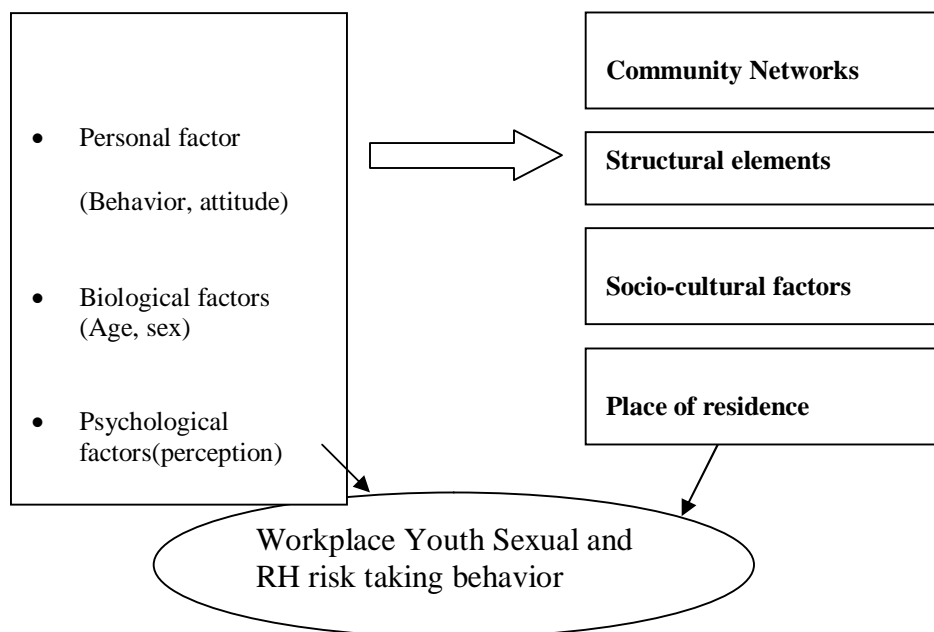 • Personal factor
(Behavior, attitude)
• Biological factors
(Age, sex)
• Psychological
factors(perception)
Community Networks
Structural elements
Socio-cultural factors
Place of residence
Workplace Youth Sexual and
RH risk taking behavior